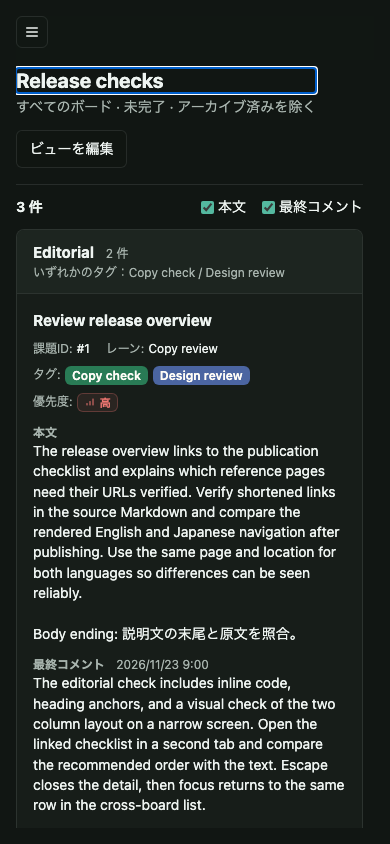 Release checks
すべてのボード · 未完了 · アーカイブ済みを除く
ビューを編集
3 件
本文
最終コメント
Editorial 2 件
いずれかのタグ：Copy check / Design review
Review release overview
課題ID: #1 レーン: Copy review
タグ: Copy check Design review
優先度: 高
本文
The release overview links to the publication
checklist and explains which reference pages
need their URLs verified. Verify shortened links
in the source Markdown and compare the
rendered English and Japanese navigation after
publishing. Use the same page and location for
both languages so differences can be seen
reliably.
Body ending: 説明文の末尾と原文を照合。
最終コメント 2026/11/23 9:00
The editorial check includes inline code,
heading anchors, and a visual check of the two
column layout on a narrow screen. Open the
linked checklist in a second tab and compare
the recommended order with the text. Escape
closes the detail, then focus returns to the same
row in the cross-board list.